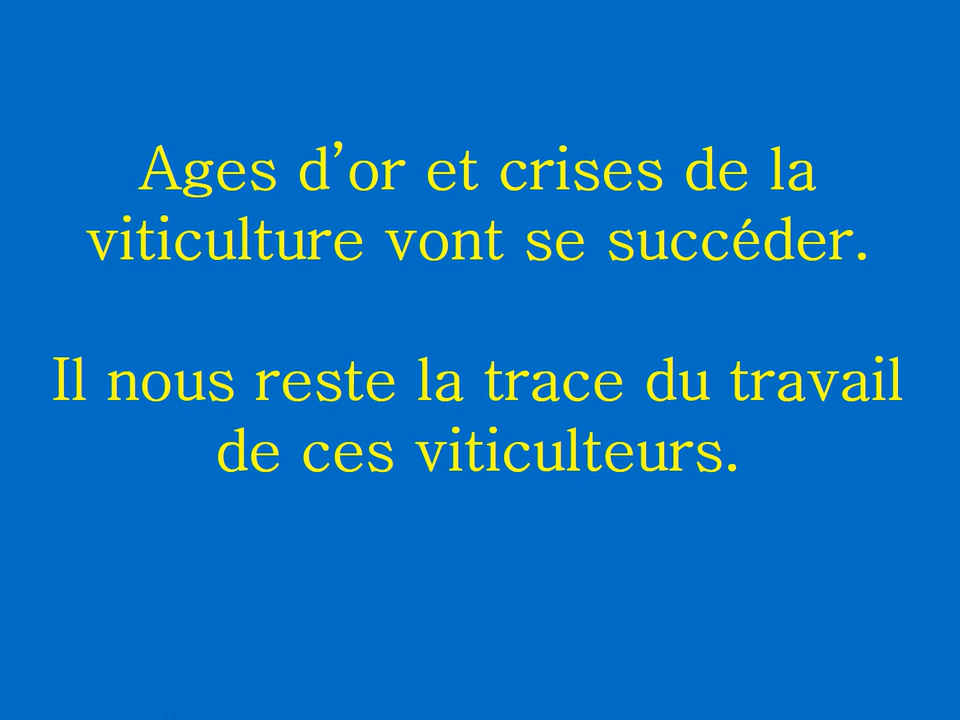 Ages d’or et crises de la
viticulture vont se succéder.
Il nous reste la trace du travail
de ces viticulteurs.